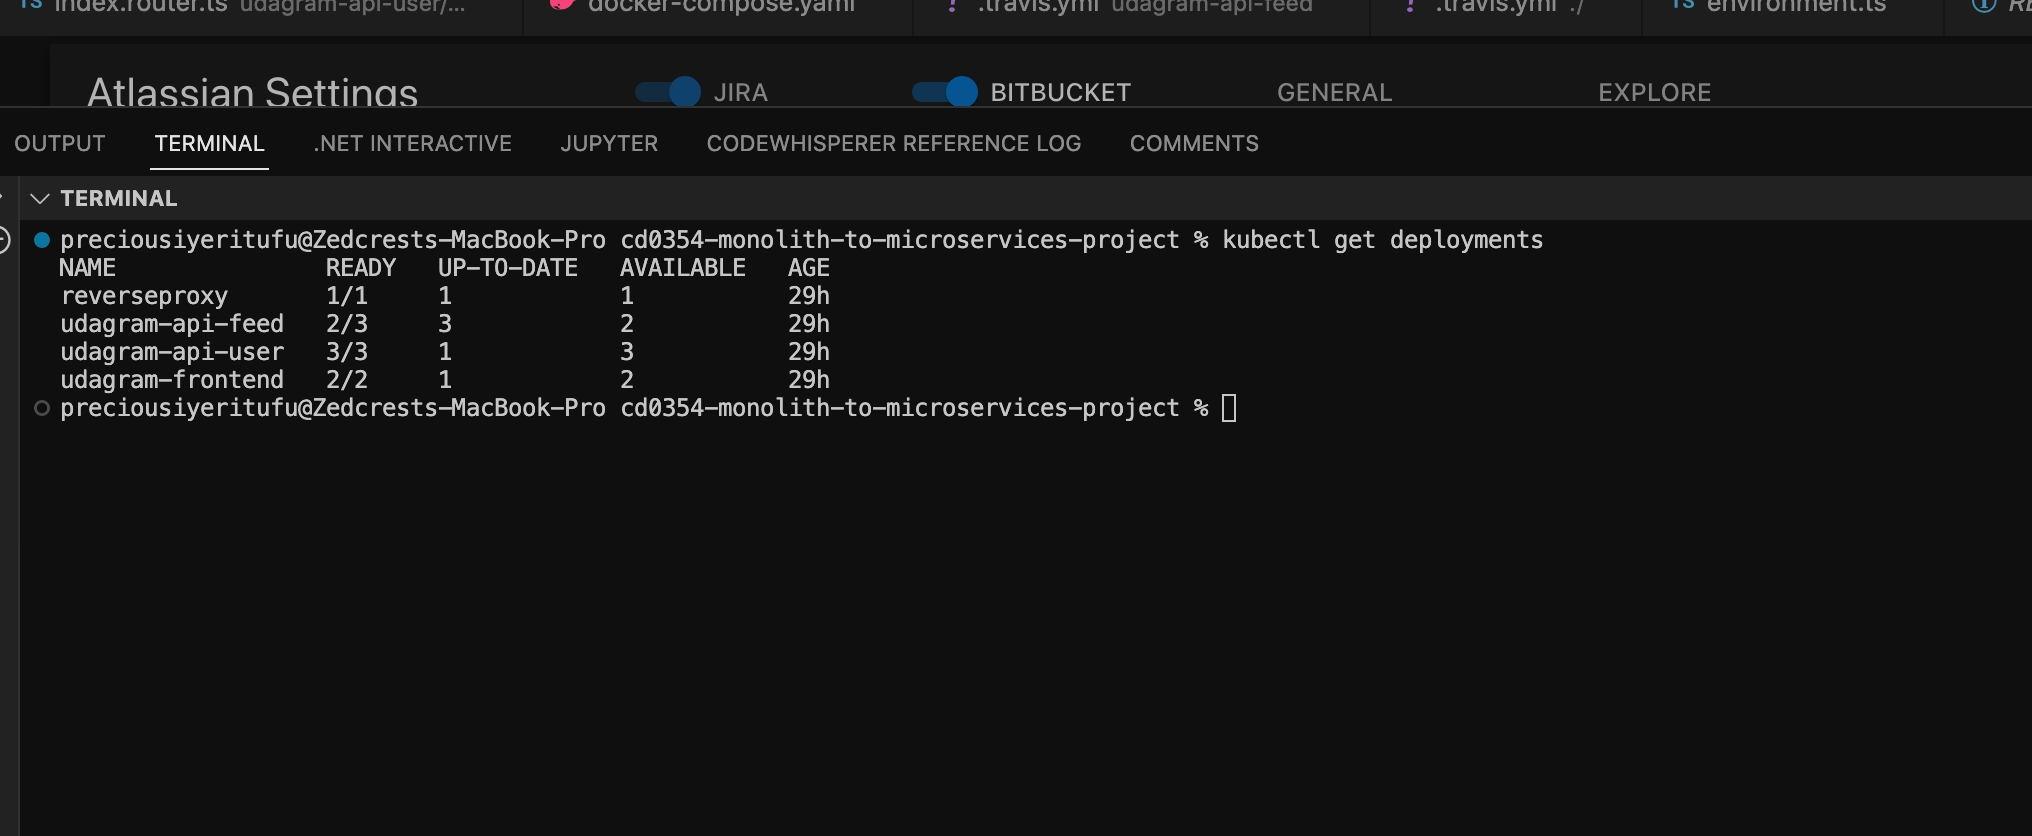 TS index.router.ts udagram-api-user/... docker-compose.yaml ! .travis.yml udagram-api-feed ! .travis.yml ./ TS environment.ts
Atlassian Settings JIRA BITBUCKET GENERAL EXPLORE
OUTPUT TERMINAL .NET INTERACTIVE JUPYTER CODEWHISPERER REFERENCE LOG COMMENTS
TERMINAL
preciousiyeritufu@Zedcrests-MacBook-Pro cd0354-monolith-to-microservices-project % kubectl get deployments
NAME READY UP-TO-DATE AVAILABLE AGE
reverseproxy 1/1 1 1 29h
udagram-api-feed 2/3 3 2 29h
udagram-api-user 3/3 1 3 29h
udagram-frontend 2/2 1 2 29h
preciousiyeritufu@Zedcrests-MacBook-Pro cd0354-monolith-to-microservices-project %